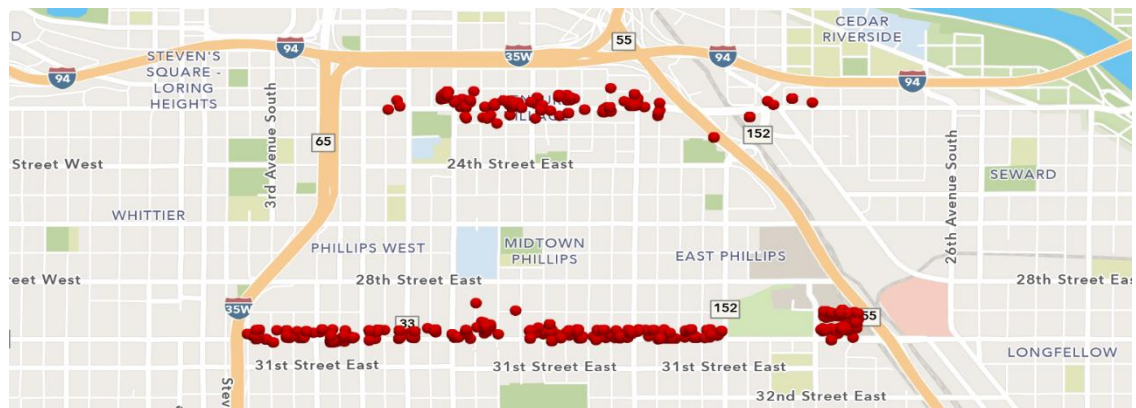 D
STEVEN'S
SQUARE -
LORING
HEIGHTS
94
94
3rd Avenue South
35W
55
94
CEDAR
RIVERSIDE
94
65
152
Street West
24th Street East
SEWARD
26th Avenue South
WHITTIER
PHILLIPS WEST
MIDTOWN
PHILLIPS
EAST PHILLIPS
reet West
28th Street East
28th Street E
35W
33
152
55
31st Street East
31st Street East
31st Street East
LONGFELLOW
32nd Street East
Stev